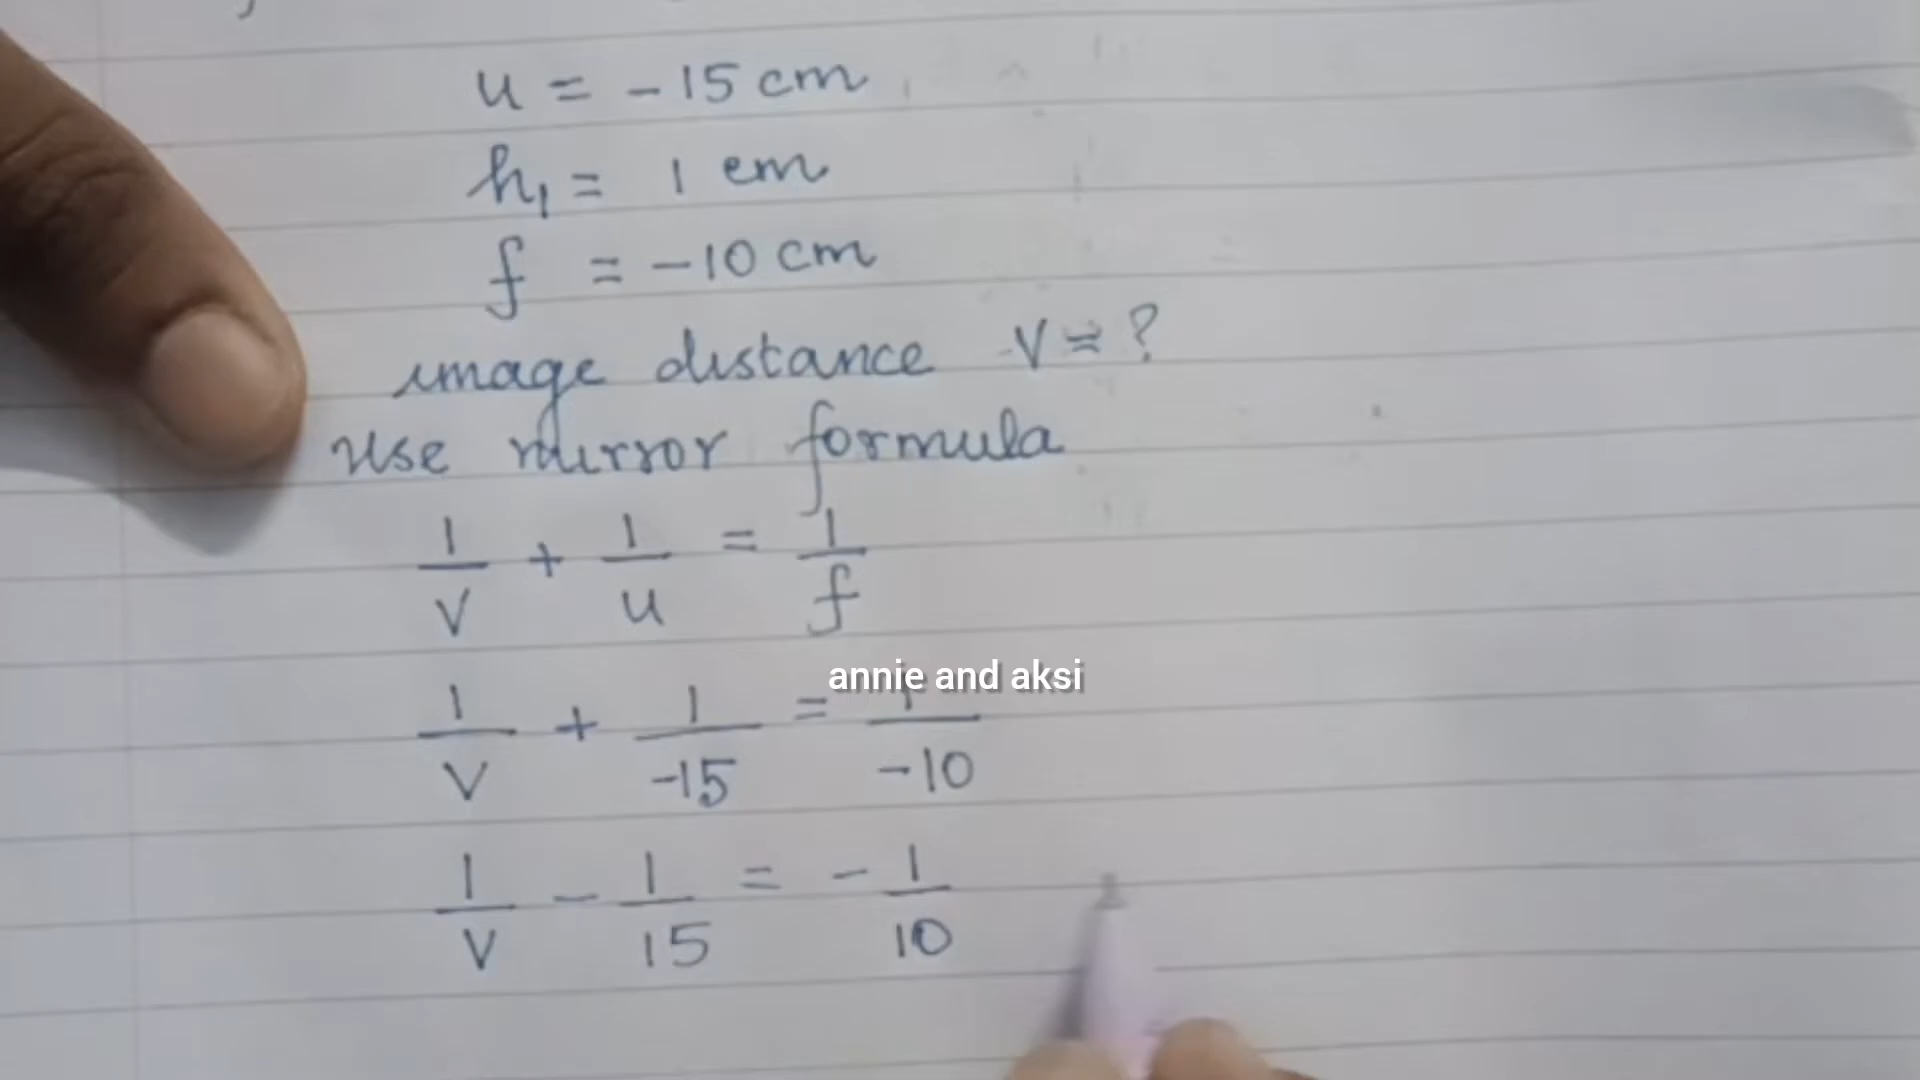 u = -15 cm
h₁ = 1 cm
f = -10 cm
image distance v = ?
Use mirror formula
1/v + 1/u = 1/f
annie and aksi
1/v + 1/-15 = 1/-10
1/v - 1/15 = - 1/10